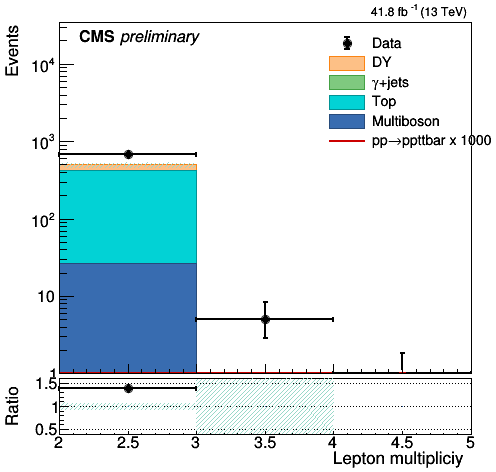 41.8 fb⁻¹ (13 TeV)
CMS preliminary
Events
Data
DY
γ+jets
Top
Multiboson
pp→ppttbar x 1000
10⁴
10³
10²
10
1
Ratio
1.5
1
0.5
2 2.5 3 3.5 4 4.5 5
Lepton multipliciy